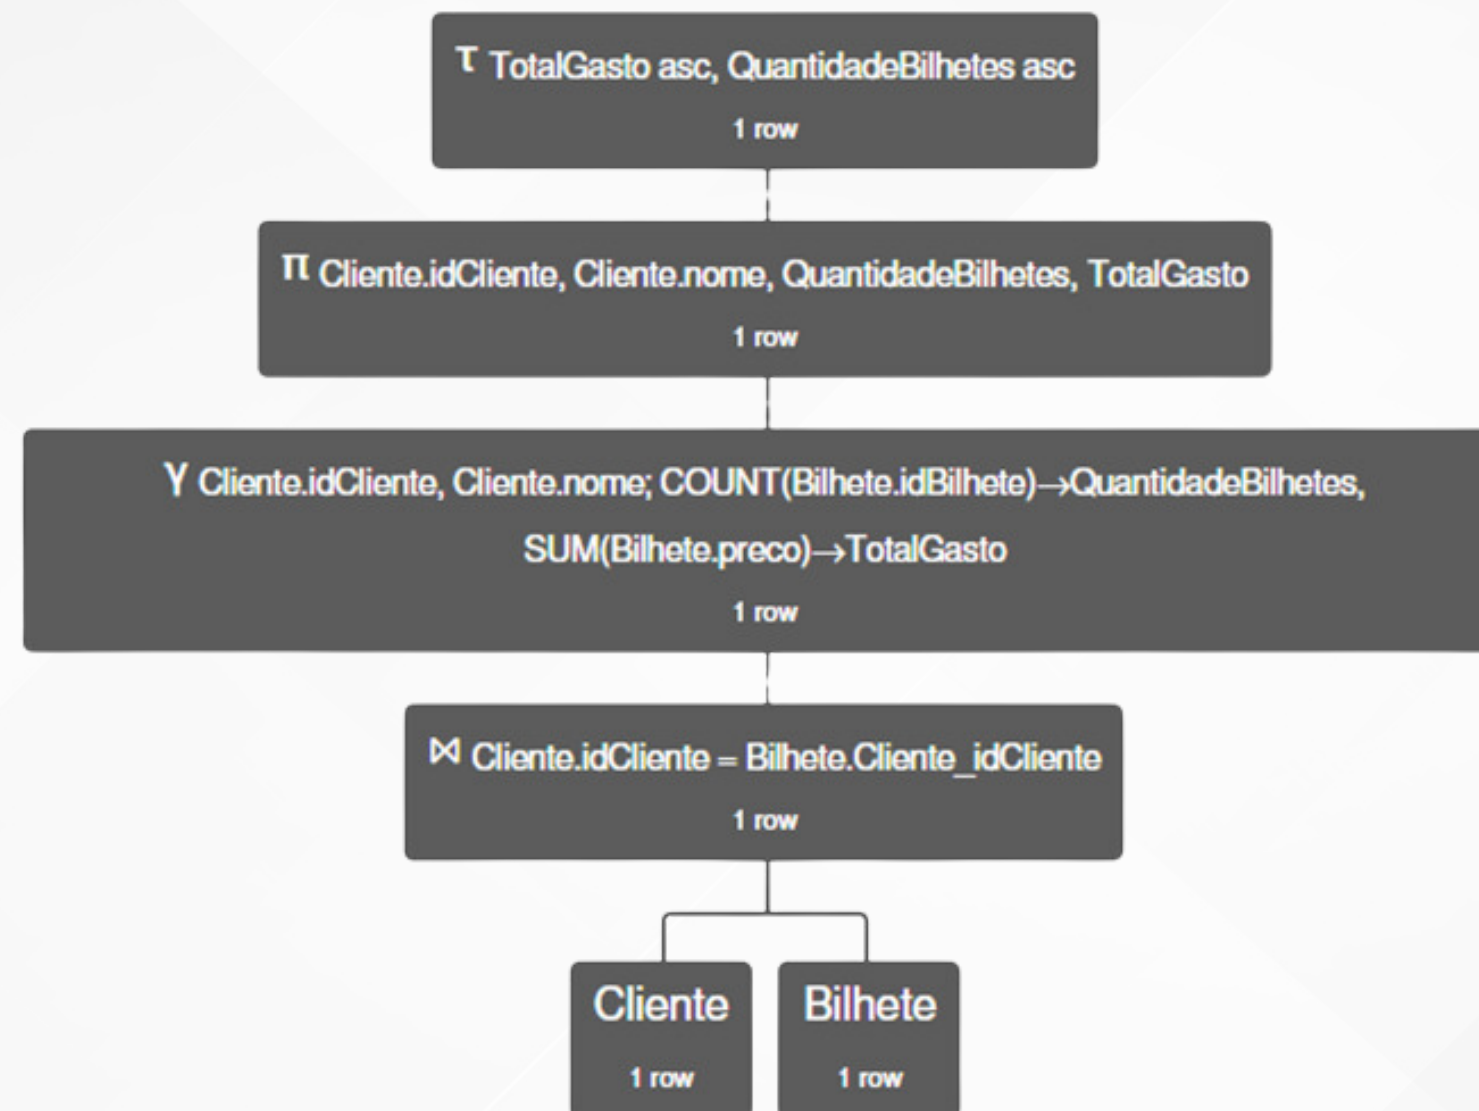 τ TotalGasto asc, QuantidadeBilhetes asc
1 row
π Cliente.idCliente, Cliente.nome, QuantidadeBilhetes, TotalGasto
1 row
γ Cliente.idCliente, Cliente.nome; COUNT(Bilhete.idBilhete)→QuantidadeBilhetes,
SUM(Bilhete.preco)→TotalGasto
1 row
⋈ Cliente.idCliente = Bilhete.Cliente_idCliente
1 row
Cliente
1 row
Bilhete
1 row